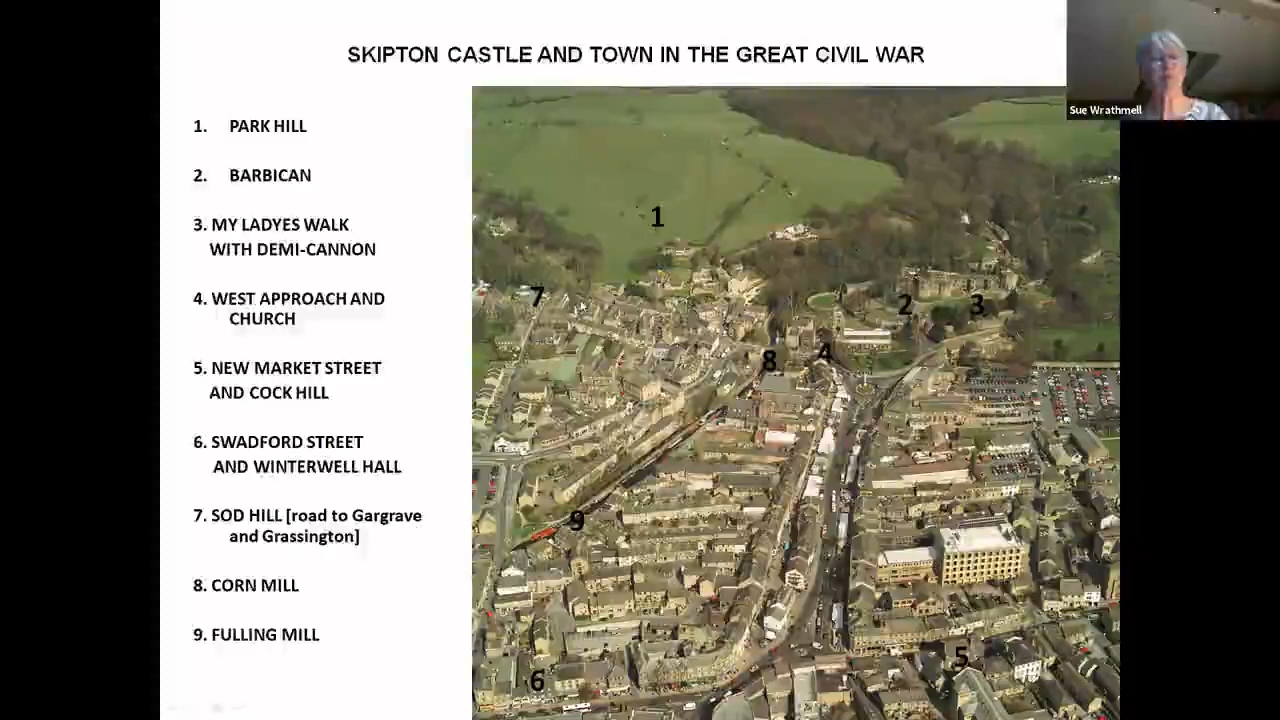 SKIPTON CASTLE AND TOWN IN THE GREAT CIVIL WAR
Sue Wrathmell
1. PARK HILL
2. BARBICAN
3. MY LADYES WALK
WITH DEMI-CANNON
4. WEST APPROACH AND
CHURCH
5. NEW MARKET STREET
AND COCK HILL
6. SWADFORD STREET
AND WINTERWELL HALL
7. SOD HILL [road to Gargrave
and Grassington]
8. CORN MILL
9. FULLING MILL
1
7
2
3
4
8
9
5
6